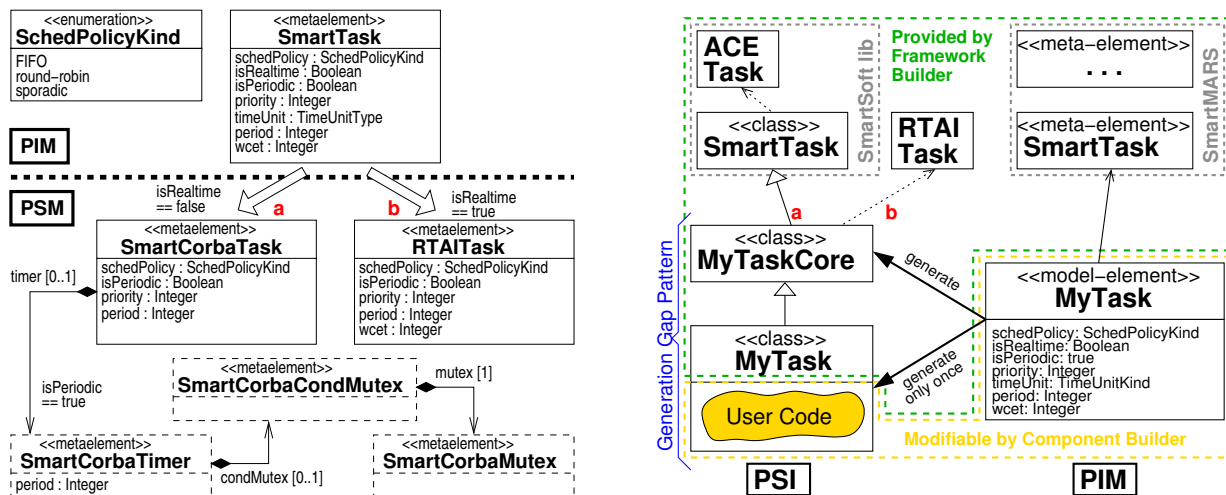 <<enumeration>>
SchedPolicyKind
FIFO
round-robin
sporadic
<<metaelement>>
SmartTask
schedPolicy : SchedPolicyKind
isRealtime : Boolean
isPeriodic : Boolean
priority : Integer
timeUnit : TimeUnitType
period : Integer
wcet : Integer
PIM
PSM
isRealtime
== false
a
b
isRealtime
== true
<<metaelement>>
SmartCorbaTask
schedPolicy : SchedPolicyKind
isPeriodic : Boolean
priority : Integer
period : Integer
<<metaelement>>
RTAITask
schedPolicy : SchedPolicyKind
isPeriodic : Boolean
priority : Integer
period : Integer
wcet : Integer
timer [0..1]
isPeriodic
== true
<<metaelement>>
SmartCorbaCondMutex
mutex [1]
<<metaelement>>
SmartCorbaTimer
period : Integer
condMutex [0..1]
<<metaelement>>
SmartCorbaMutex
ACE
Task
SmartSoft lib
Provided by
Framework
Builder
<<meta-element>>
. . .
SmartMARS
<<class>>
SmartTask
RTAI
Task
<<meta-element>>
SmartTask
a
b
Generation Gap Pattern
<<class>>
MyTaskCore
generate
<<class>>
MyTask
generate
only once
User Code
<<model-element>>
MyTask
schedPolicy: SchedPolicyKind
isRealtime: Boolean
isPeriodic: true
priority: Integer
timeUnit: TimeUnitKind
period: Integer
wcet: Integer
Modifiable by Component Builder
PSI
PIM